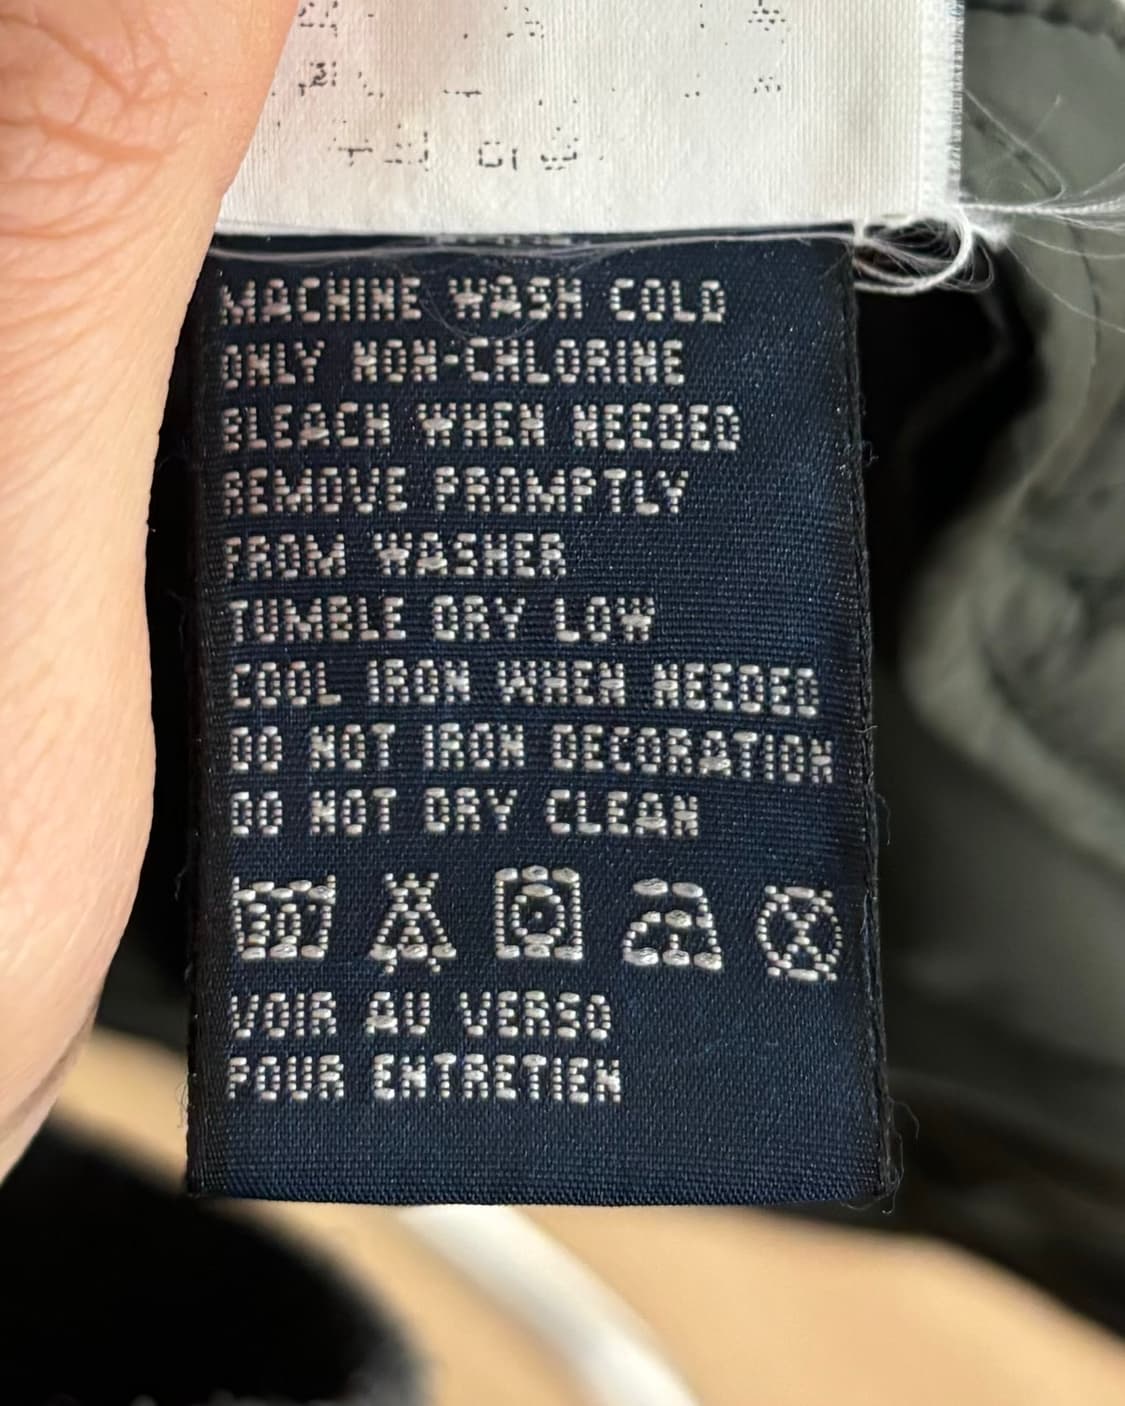 MACHINE WASH COLD
ONLY NON-CHLORINE
BLEACH WHEN NEEDED
REMOVE PROMPTLY
FROM WASHER
TUMBLE DRY LOW
COOL IRON WHEN NEEDED
DO NOT IRON DECORATION
DO NOT DRY CLEAN
VOIR AU VERSO
POUR ENTRETIEN